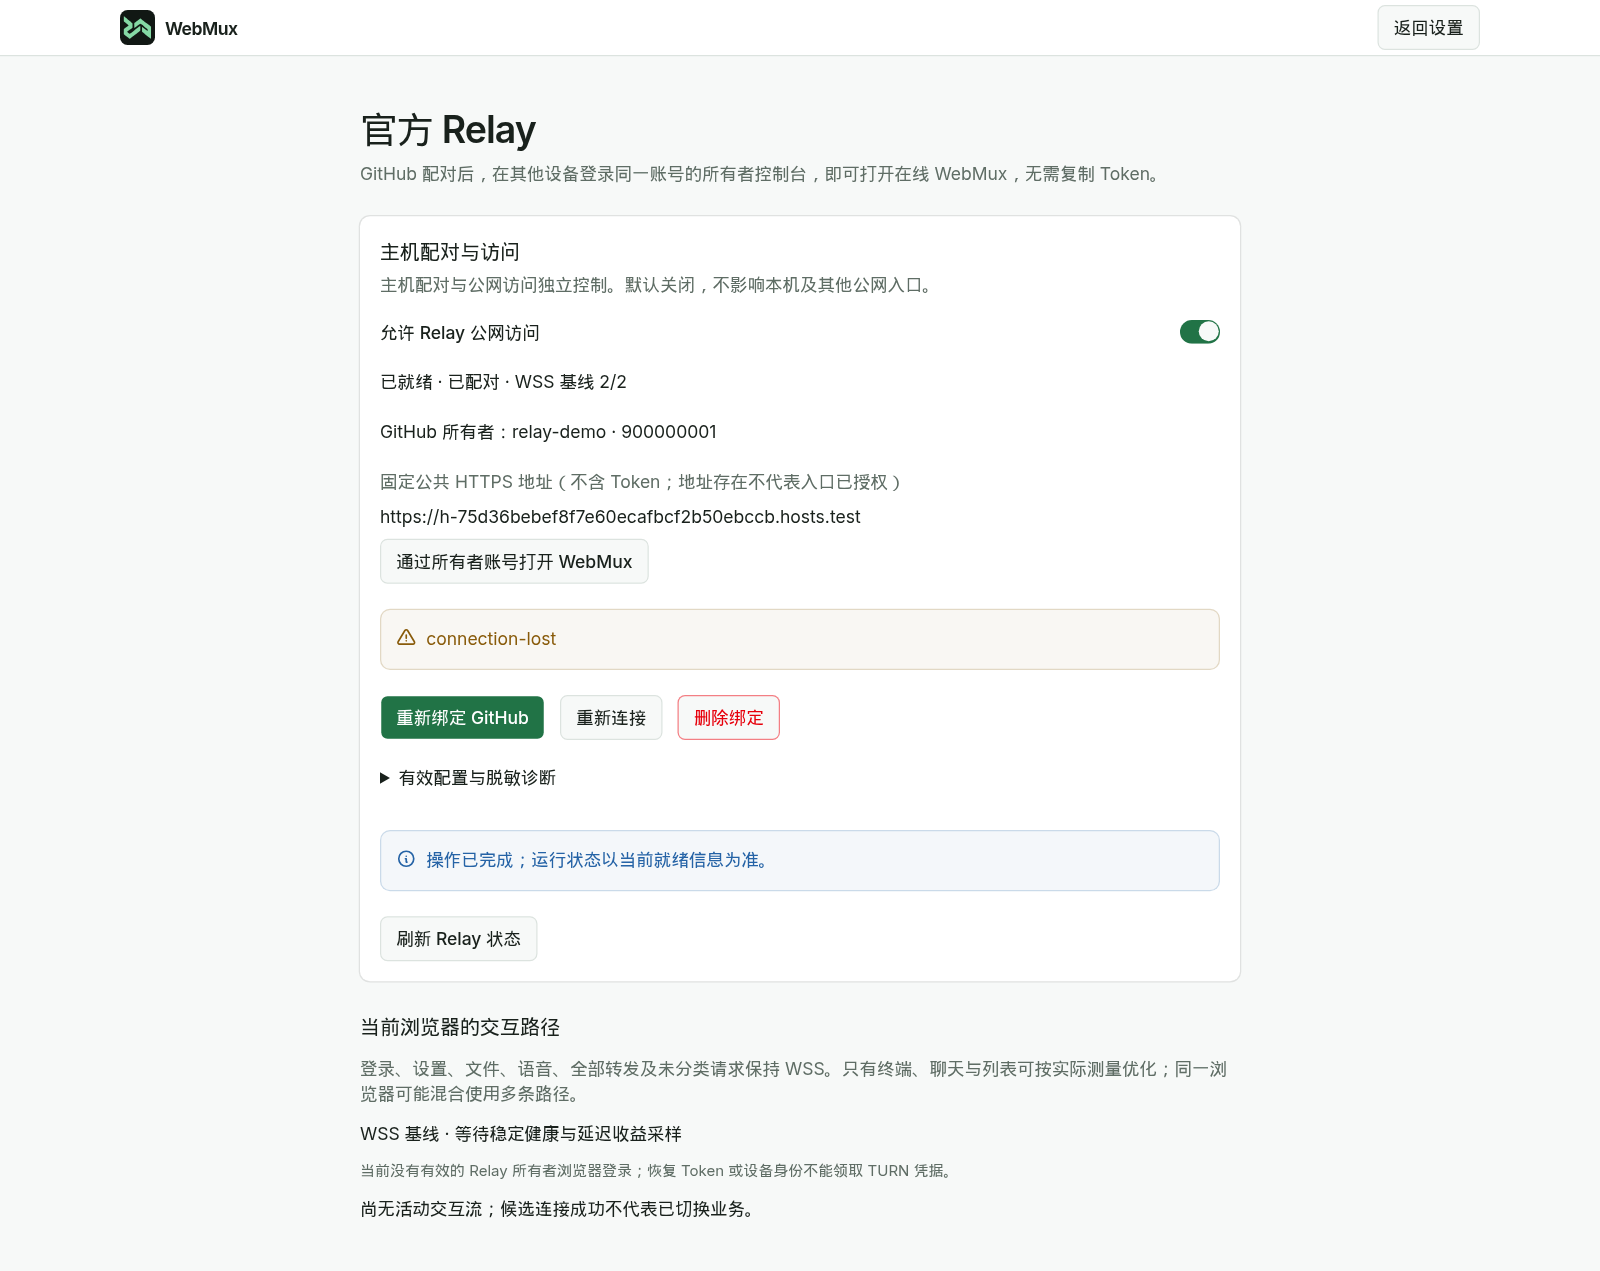 WebMux
返回设置
官方 Relay
GitHub 配对后，在其他设备登录同一账号的所有者控制台，即可打开在线 WebMux，无需复制 Token。
主机配对与访问
主机配对与公网访问独立控制。默认关闭，不影响本机及其他公网入口。
允许 Relay 公网访问
已就绪 · 已配对 · WSS 基线 2/2
GitHub 所有者：relay-demo · 900000001
固定公共 HTTPS 地址（不含 Token；地址存在不代表入口已授权）
https://h-75d36bebef8f7e60ecafbcf2b50ebccb.hosts.test
通过所有者账号打开 WebMux
connection-lost
重新绑定 GitHub
重新连接
删除绑定
有效配置与脱敏诊断
操作已完成；运行状态以当前就绪信息为准。
刷新 Relay 状态
当前浏览器的交互路径
登录、设置、文件、语音、全部转发及未分类请求保持 WSS。只有终端、聊天与列表可按实际测量优化；同一浏
览器可能混合使用多条路径。
WSS 基线 · 等待稳定健康与延迟收益采样
当前没有有效的 Relay 所有者浏览器登录；恢复 Token 或设备身份不能领取 TURN 凭据。
尚无活动交互流；候选连接成功不代表已切换业务。